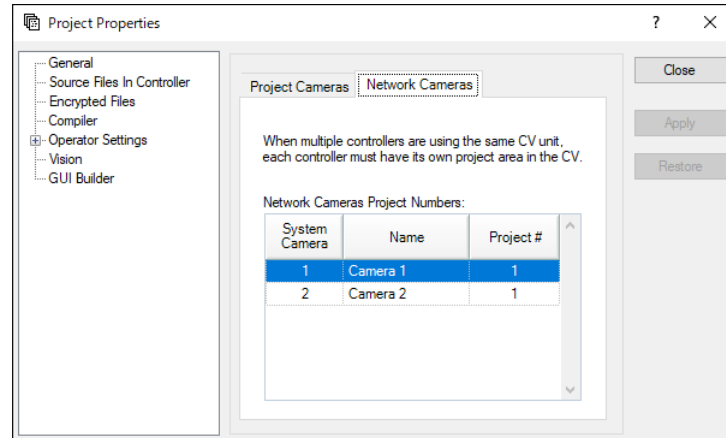 Project Properties
?
×
General
Source Files In Controller
Encrypted Files
Compiler
Operator Settings
Vision
GUI Builder
Project Cameras
Network Cameras
When multiple controllers are using the same CV unit,
each controller must have its own project area in the CV.
Network Cameras Project Numbers:
System Camera Name Project #
1 Camera 1 1
2 Camera 2 1
Close
Apply
Restore